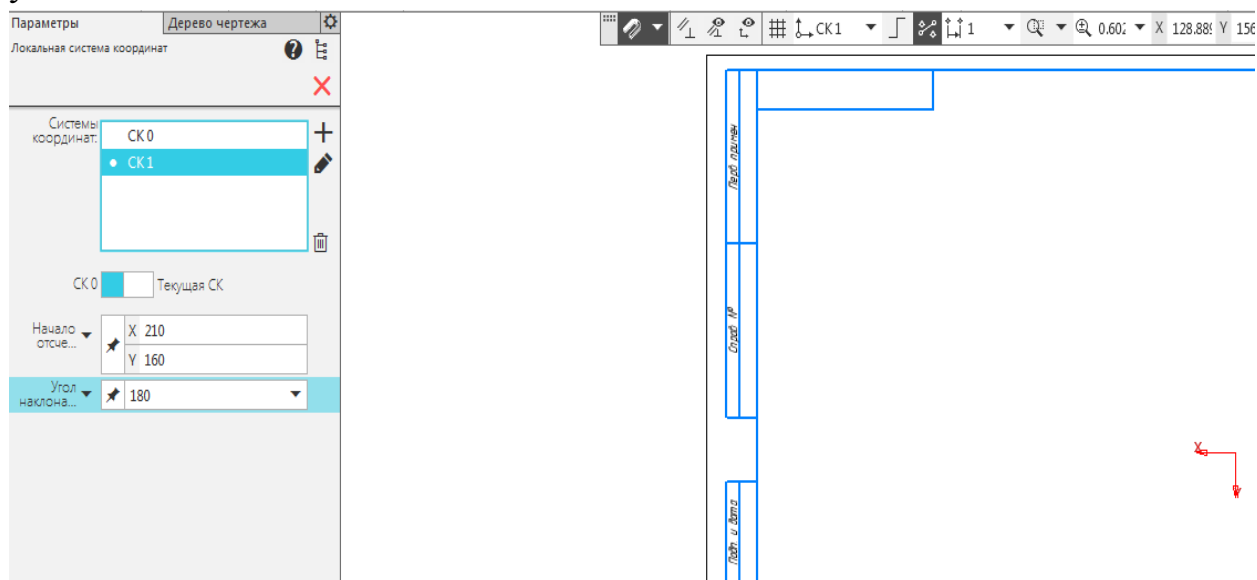 Параметры
Дерево чертежа
СК 1
1
0.602
X 128.889 Y 156
Локальная система координат
Системы
координат:
СК 0
СК 1
СК 0
Текущая СК
Начало
отсче...
X 210
Y 160
Угол
наклона...
180
Перв. примен
Справ №
Подп. и дата
X
Y